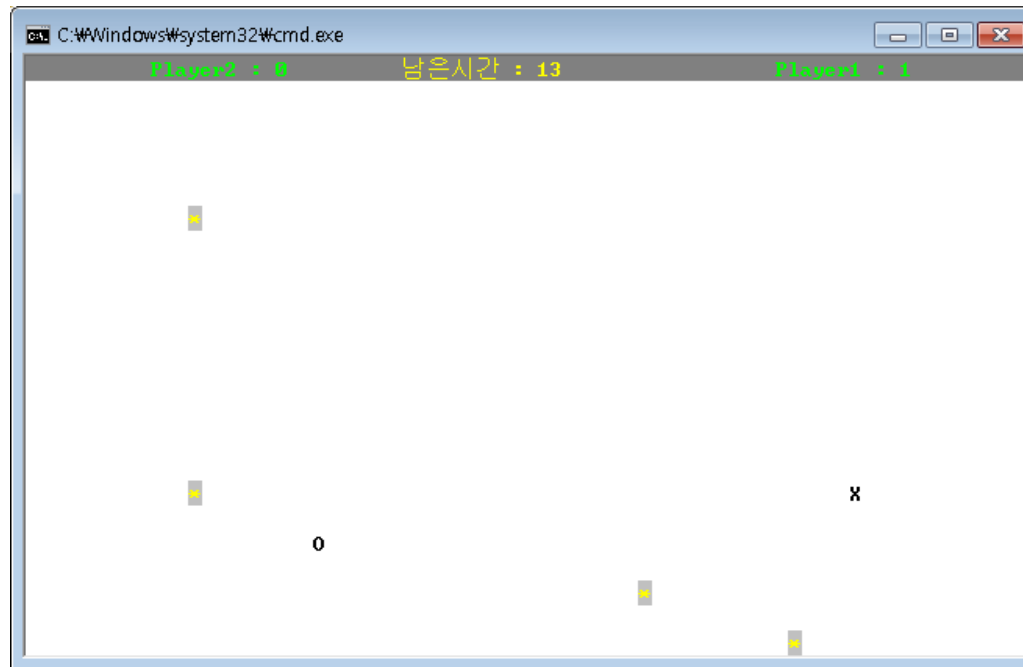 C:₩Windows₩system32₩cmd.exe
Player2 : 0 남은시간 : 13 Player1 : 1
*
* X
O
*
*